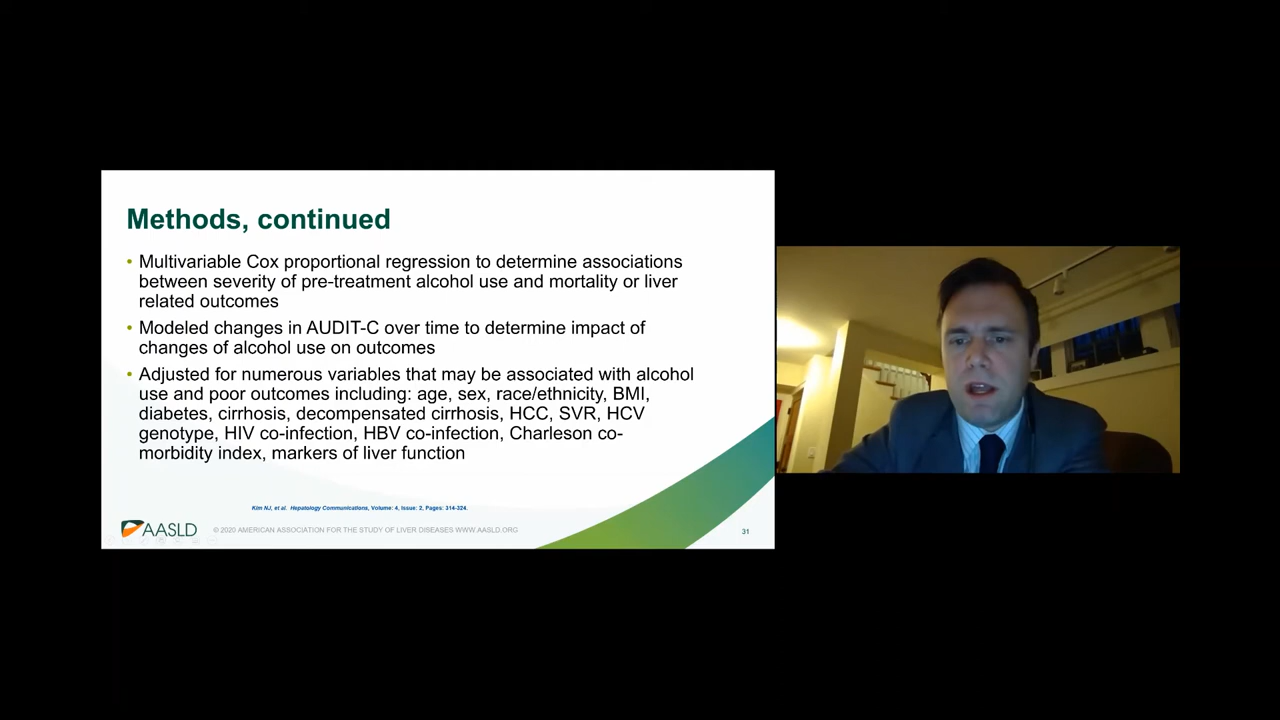 Methods, continued
• Multivariable Cox proportional regression to determine associations
between severity of pre-treatment alcohol use and mortality or liver
related outcomes
• Modeled changes in AUDIT-C over time to determine impact of
changes of alcohol use on outcomes
• Adjusted for numerous variables that may be associated with alcohol
use and poor outcomes including: age, sex, race/ethnicity, BMI,
diabetes, cirrhosis, decompensated cirrhosis, HCC, SVR, HCV
genotype, HIV co-infection, HBV co-infection, Charleson co-
morbidity index, markers of liver function
Kim NJ, et al. Hepatology Communications, Volume: 4, Issue: 2, Pages: 314-324.
AASLD © 2020 AMERICAN ASSOCIATION FOR THE STUDY OF LIVER DISEASES WWW.AASLD.ORG 31